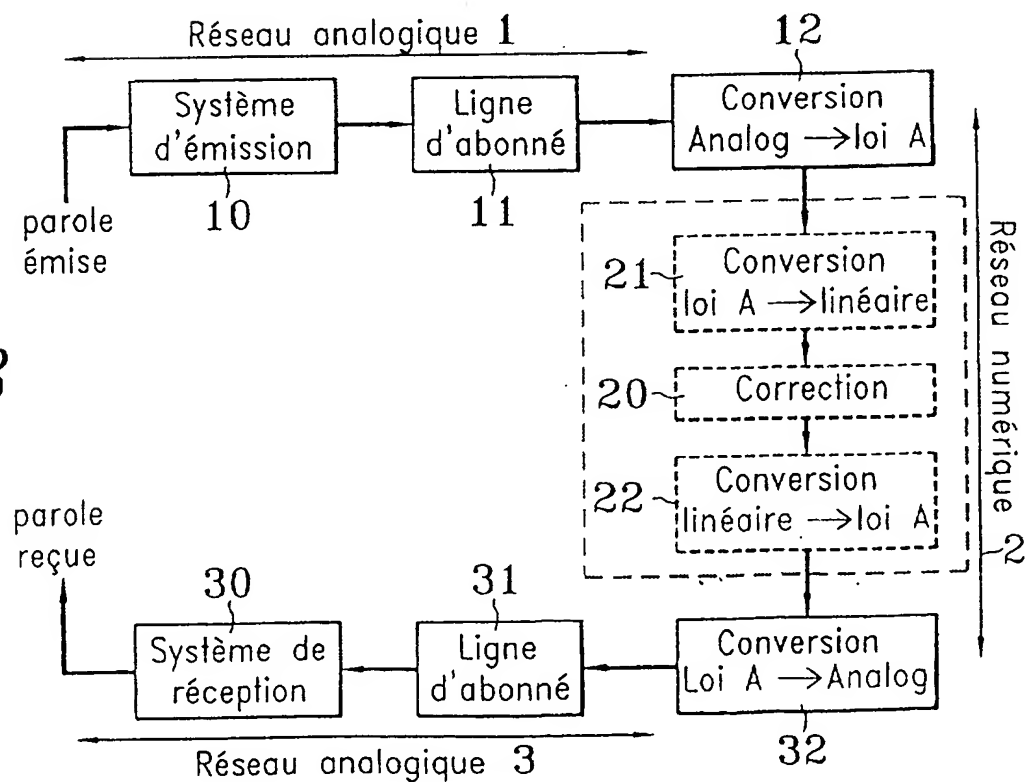 Réseau analogique 1
12
Système
d'émission
Ligne
d'abonné
Conversion
Analog → loi A
10
11
parole
émise
21
Conversion
loi A → linéaire
20
Correction
22
Conversion
linéaire → loi A
Réseau numérique
2
parole
reçue
30
Système de
réception
31
Ligne
d'abonné
Conversion
Loi A → Analog
32
Réseau analogique 3